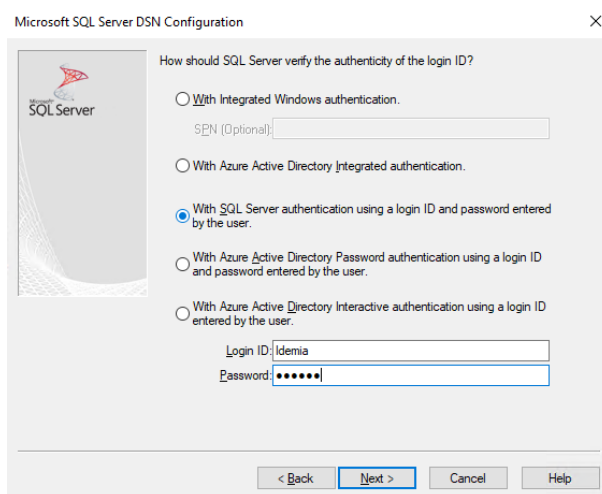 Microsoft SQL Server DSN Configuration
How should SQL Server verify the authenticity of the login ID?
Microsoft
SQL Server
With Integrated Windows authentication.
SPN (Optional):
With Azure Active Directory Integrated authentication.
With SQL Server authentication using a login ID and password entered
by the user.
With Azure Active Directory Password authentication using a login ID
and password entered by the user.
With Azure Active Directory Interactive authentication using a login ID
entered by the user.
Login ID: Idemia
Password: ●●●●●●
< Back Next > Cancel Help